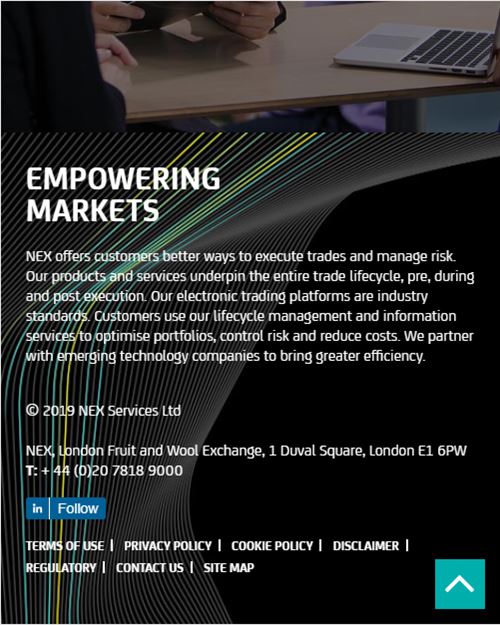 EMPOWERING
MARKETS
NEX offers customers better ways to execute trades and manage risk.
Our products and services underpin the entire trade lifecycle, pre, during
and post execution. Our electronic trading platforms are industry
standards. Customers use our lifecycle management and information
services to optimise portfolios, control risk and reduce costs. We partner
with emerging technology companies to bring greater efficiency.
© 2019 NEX Services Ltd
NEX, London Fruit and Wool Exchange, 1 Duval Square, London E1 6PW
T: + 44 (0)20 7818 9000
in Follow
TERMS OF USE | PRIVACY POLICY | COOKIE POLICY | DISCLAIMER |
REGULATORY | CONTACT US | SITE MAP